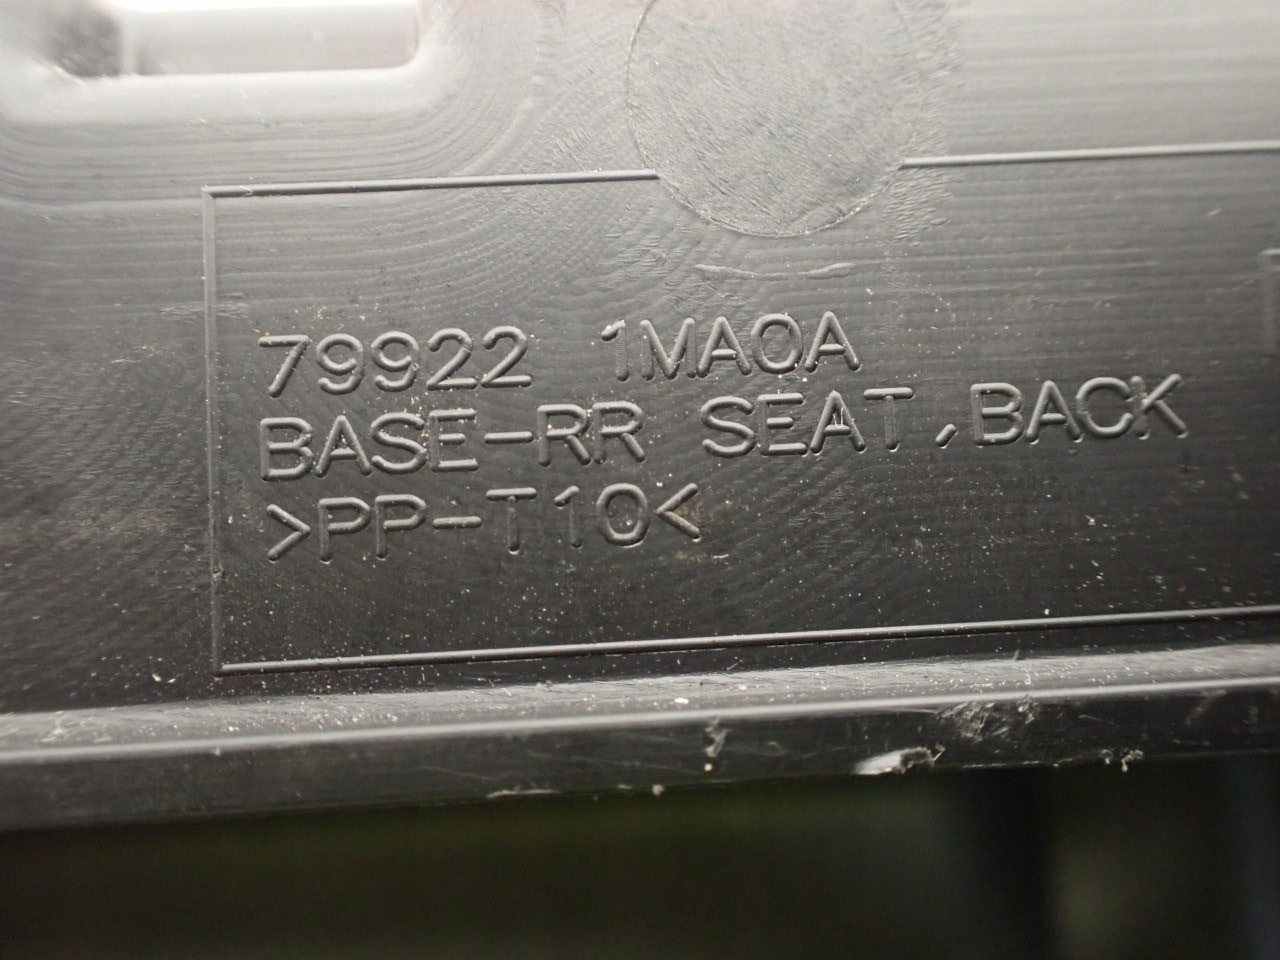 79922 1MA0A
BASE-RR SEAT,BACK
>PP-T10<